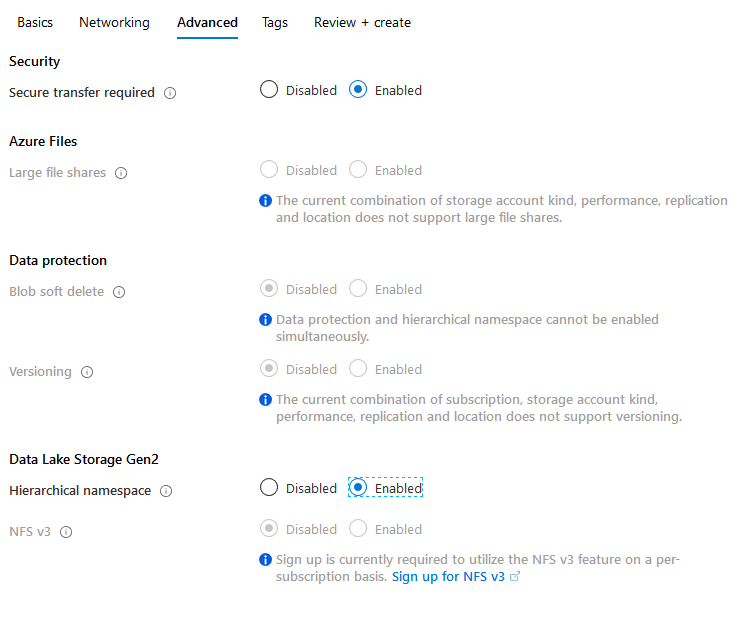 Basics Networking Advanced Tags Review + create
Security
Secure transfer required Disabled Enabled
Azure Files
Large file shares Disabled Enabled
The current combination of storage account kind, performance, replication
and location does not support large file shares.
Data protection
Blob soft delete Disabled Enabled
Data protection and hierarchical namespace cannot be enabled
simultaneously.
Versioning Disabled Enabled
The current combination of subscription, storage account kind,
performance, replication and location does not support versioning.
Data Lake Storage Gen2
Hierarchical namespace Disabled Enabled
NFS v3 Disabled Enabled
Sign up is currently required to utilize the NFS v3 feature on a per-
subscription basis. Sign up for NFS v3